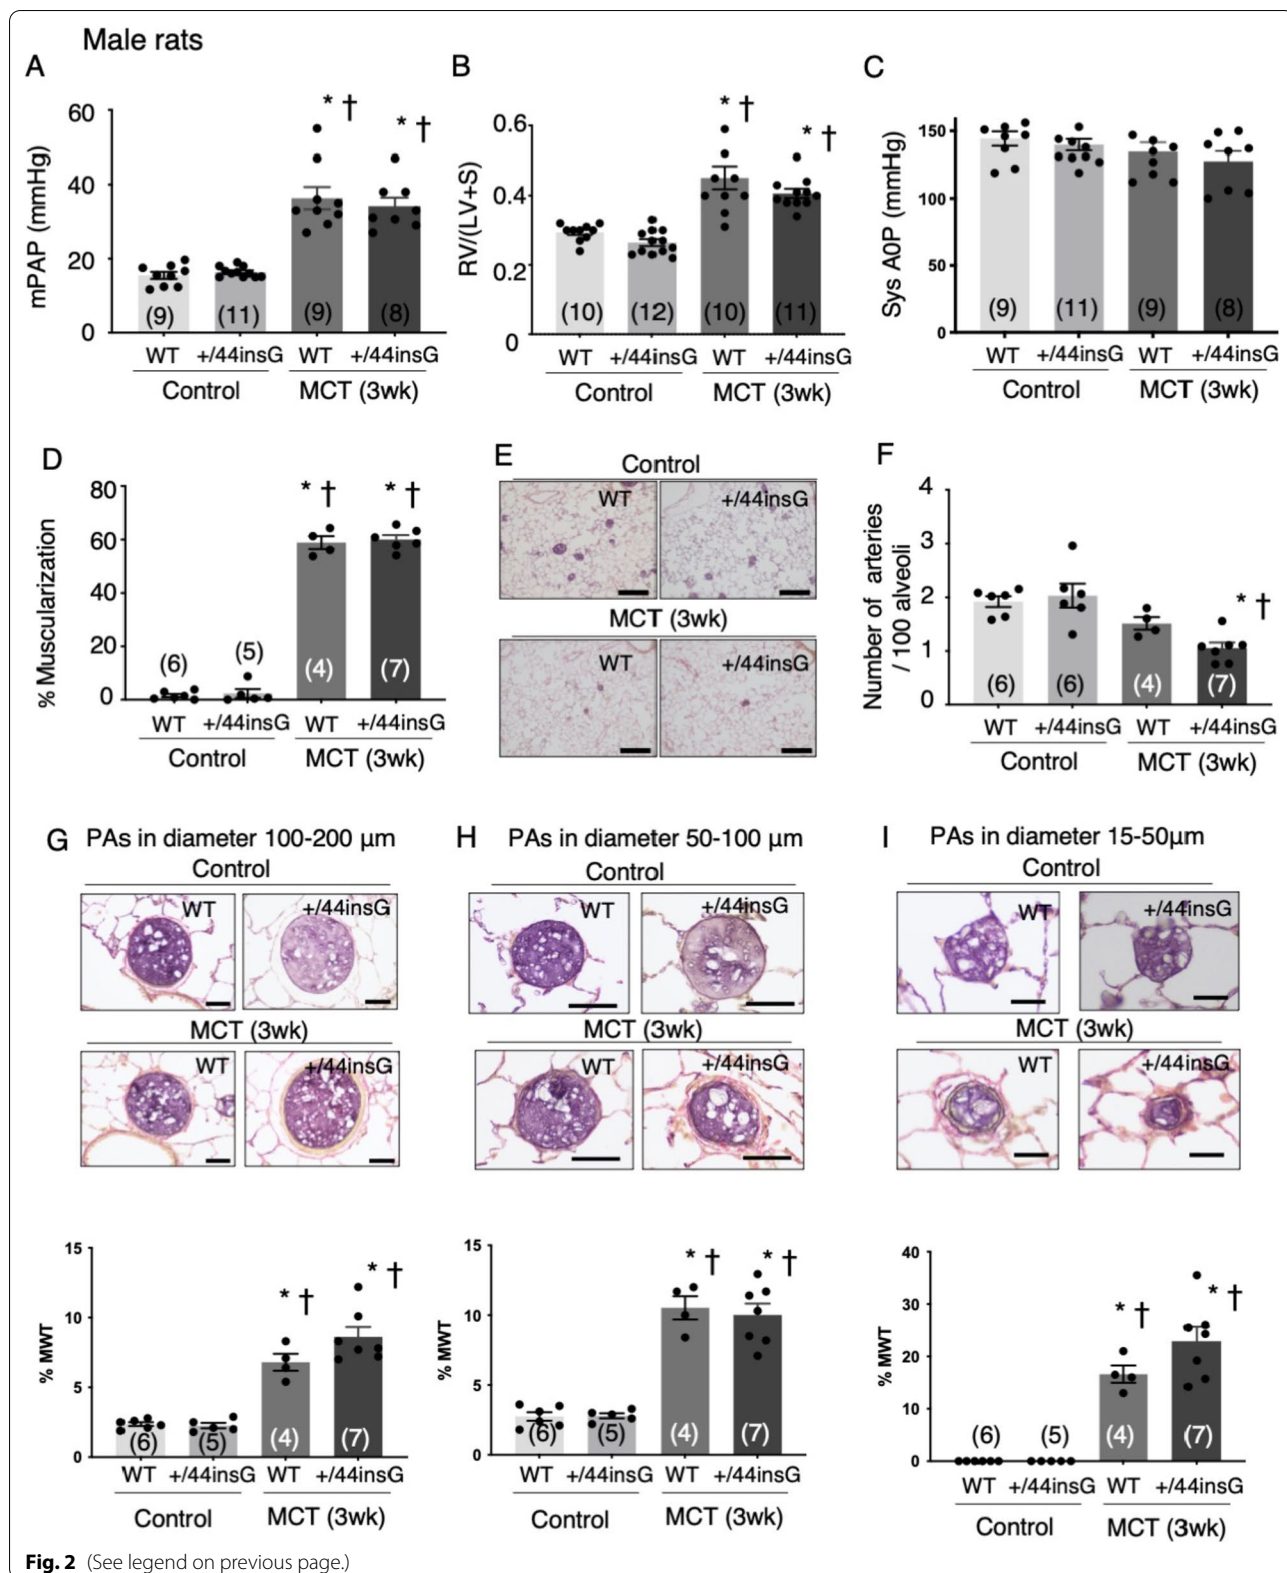 Male rats
A
mPAP (mmHg)
60
40
20
0
* †
* †
(9)
(11)
(9)
(8)
WT
+/44insG
WT
+/44insG
Control
MCT (3wk)
B
RV/(LV+S)
0.6
0.4
0.2
0
* †
* †
(10)
(12)
(10)
(11)
WT
+/44insG
WT
+/44insG
Control
MCT (3wk)
C
Sys A0P (mmHg)
150
100
50
0
(9)
(11)
(9)
(8)
WT
+/44insG
WT
+/44insG
Control
MCT (3wk)
D
% Muscularization
80
60
40
20
0
* †
* †
(6)
(5)
(4)
(7)
WT
+/44insG
WT
+/44insG
Control
MCT (3wk)
E
Control
WT
+/44insG
MCT (3wk)
WT
+/44insG
F
Number of arteries
/ 100 alveoli
4
3
2
1
0
* †
(6)
(6)
(4)
(7)
WT
+/44insG
WT
+/44insG
Control
MCT (3wk)
G
PAs in diameter 100-200 µm
Control
WT
+/44insG
MCT (3wk)
WT
+/44insG
% MWT
15
10
5
0
* †
* †
(6)
(5)
(4)
(7)
WT
+/44insG
WT
+/44insG
Control
MCT (3wk)
H
PAs in diameter 50-100 µm
Control
WT
+/44insG
MCT (3wk)
WT
+/44insG
% MWT
15
10
5
0
* †
* †
(6)
(5)
(4)
(7)
WT
+/44insG
WT
+/44insG
Control
MCT (3wk)
I
PAs in diameter 15-50µm
Control
WT
+/44insG
MCT (3wk)
WT
+/44insG
% MWT
40
30
20
10
0
* †
* †
(6)
(5)
(4)
(7)
WT
+/44insG
WT
+/44insG
Control
MCT (3wk)
Fig. 2 (See legend on previous page.)